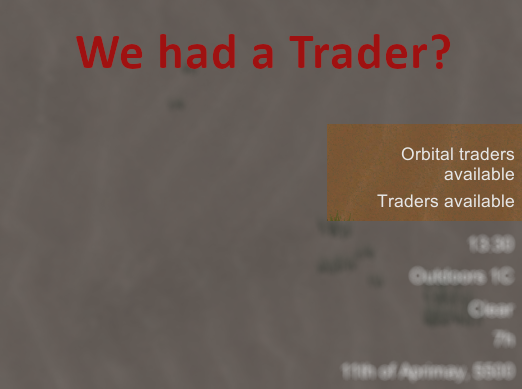 We had a Trader?
Orbital traders
available
Traders available
13:30
Outdoors 1C
Clear
7h
11th of Aprimay, 5500